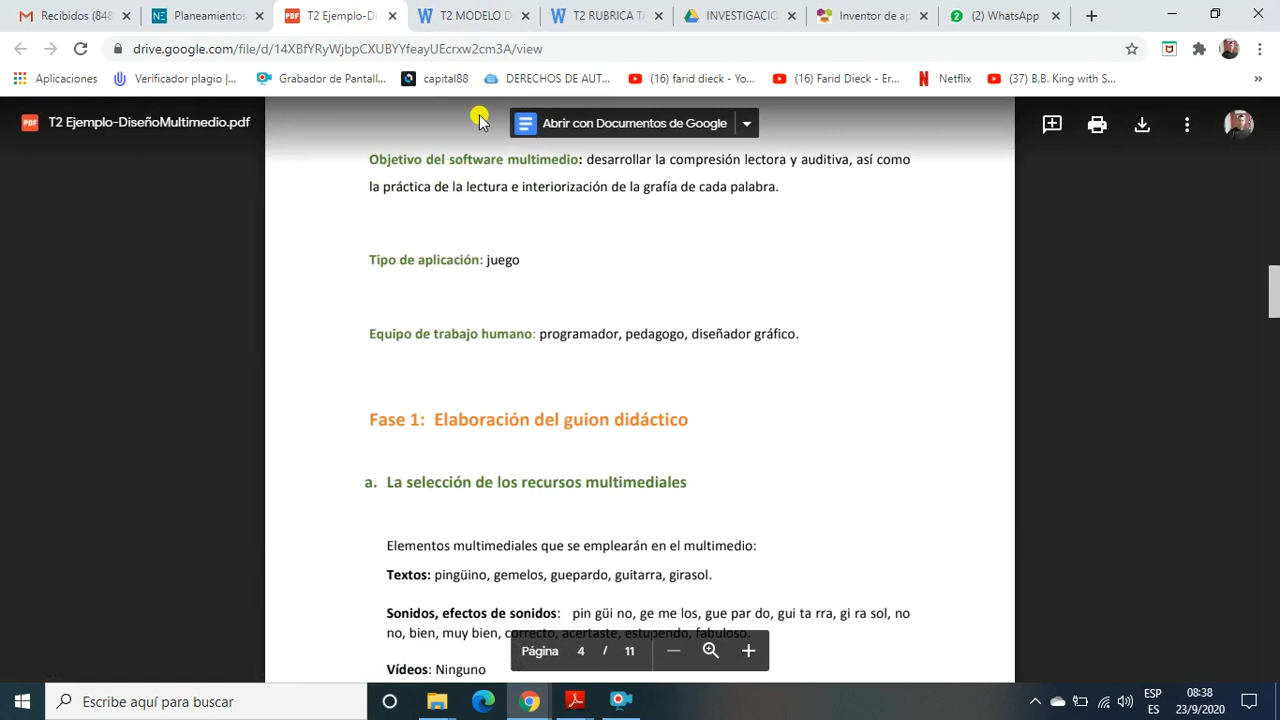 Recibidos (848
Planeamientos
T2 Ejemplo-Di
T2 MODELO D
T2 RUBRICA TA
INVESTIGACIO
Inventor de ap
(2) WhatsApp
drive.google.com/file/d/14XBfYRyWjbpCXUBYYfeayUEcrxw2cm3A/view
Aplicaciones
Verificador plagio |...
Grabador de Pantall...
capital88
DERECHOS DE AUT...
(16) farid dieck - Yo...
(16) Farid Dieck - Er...
Netflix
(37) B.B. King with S...
»
PDF T2 Ejemplo-DiseñoMultimedio.pdf
Abrir con Documentos de Google
Objetivo del software multimedio: desarrollar la compresión lectora y auditiva, así como
la práctica de la lectura e interiorización de la grafía de cada palabra.
Tipo de aplicación: juego
Equipo de trabajo humano: programador, pedagogo, diseñador gráfico.
Fase 1: Elaboración del guion didáctico
a. La selección de los recursos multimediales
Elementos multimediales que se emplearán en el multimedio:
Textos: pingüino, gemelos, guepardo, guitarra, girasol.
Sonidos, efectos de sonidos: pin güi no, ge me los, gue par do, gui ta rra, gi ra sol, no
no, bien, muy bien, correcto, acertaste, estupendo, fabuloso.
Vídeos: Ninguno
Página 4 / 11
Escribe aquí para buscar
ESP
ES
08:38
23/9/2020